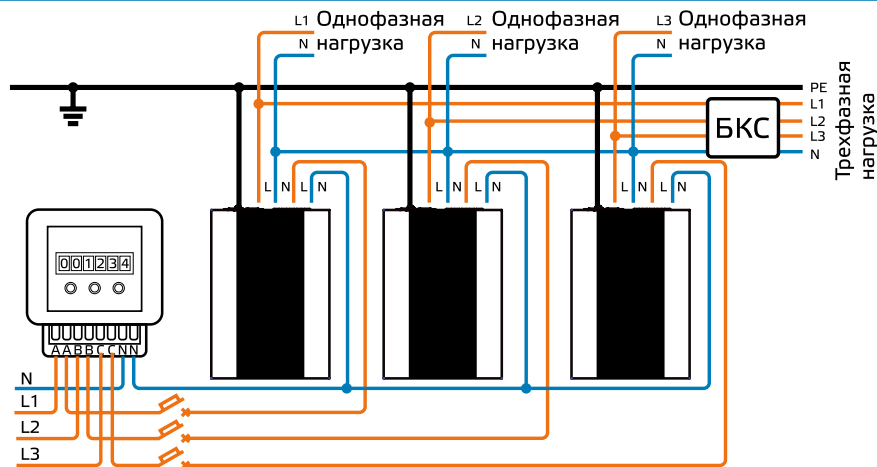 L1 Однофазная
N нагрузка
L2 Однофазная
N нагрузка
L3 Однофазная
N нагрузка
PE
L1
L2
L3
N
БКС
Трехфазная
нагрузка
L N L N
L N L N
L N L N
001234
A A B B C C N N
N
L1
L2
L3